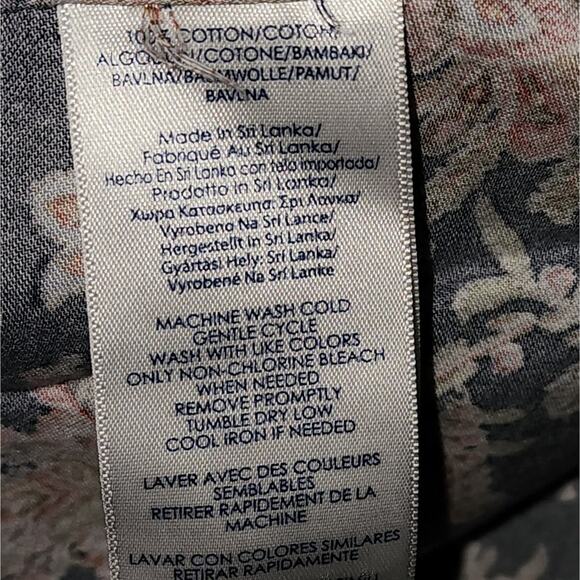 100% COTTON/COTON/
ALGODON/COTONE/BAMBAKI/
BAVLNA/BAUMWOLLE/PAMUT/
BAVLNA
Made In Sri Lanka/
Fabriqué Au Sri Lanka/
Hecho En Sri Lanka con tela importada/
Prodotto in Sri Lanka/
Χωρα Κατασκευπα: Σρι Λανκα/
Vyrobeno Na Srí Lance/
Hergestellt in Sri Lanka/
Gyártási Hely: Srí Lanka/
Vyrobené Na Srí Lanke
MACHINE WASH COLD
GENTLE CYCLE
WASH WITH LIKE COLORS
ONLY NON-CHLORINE BLEACH
WHEN NEEDED
REMOVE PROMPTLY
TUMBLE DRY LOW
COOL IRON IF NEEDED
LAVER AVEC DES COULEURS
SEMBLABLES
RETIRER RAPIDEMENT DE LA
MACHINE
LAVAR CON COLORES SIMILARES
RETIRAR RAPIDAMENTE